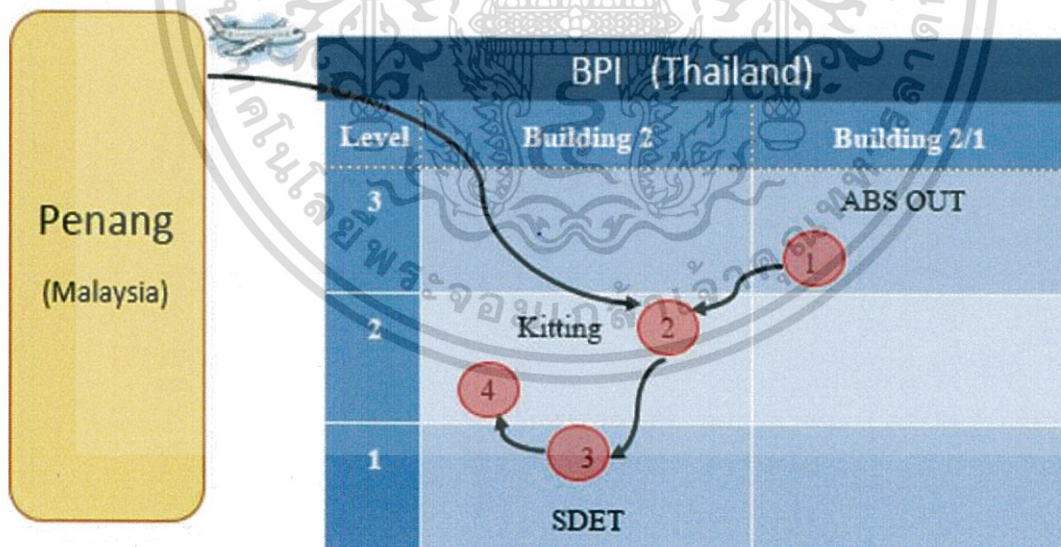 BPI (Thailand)
Level Building 2 Building 2/1
Penang
(Malaysia)
3 ABS OUT
1
2 Kitting 2
4
1 3
SDET